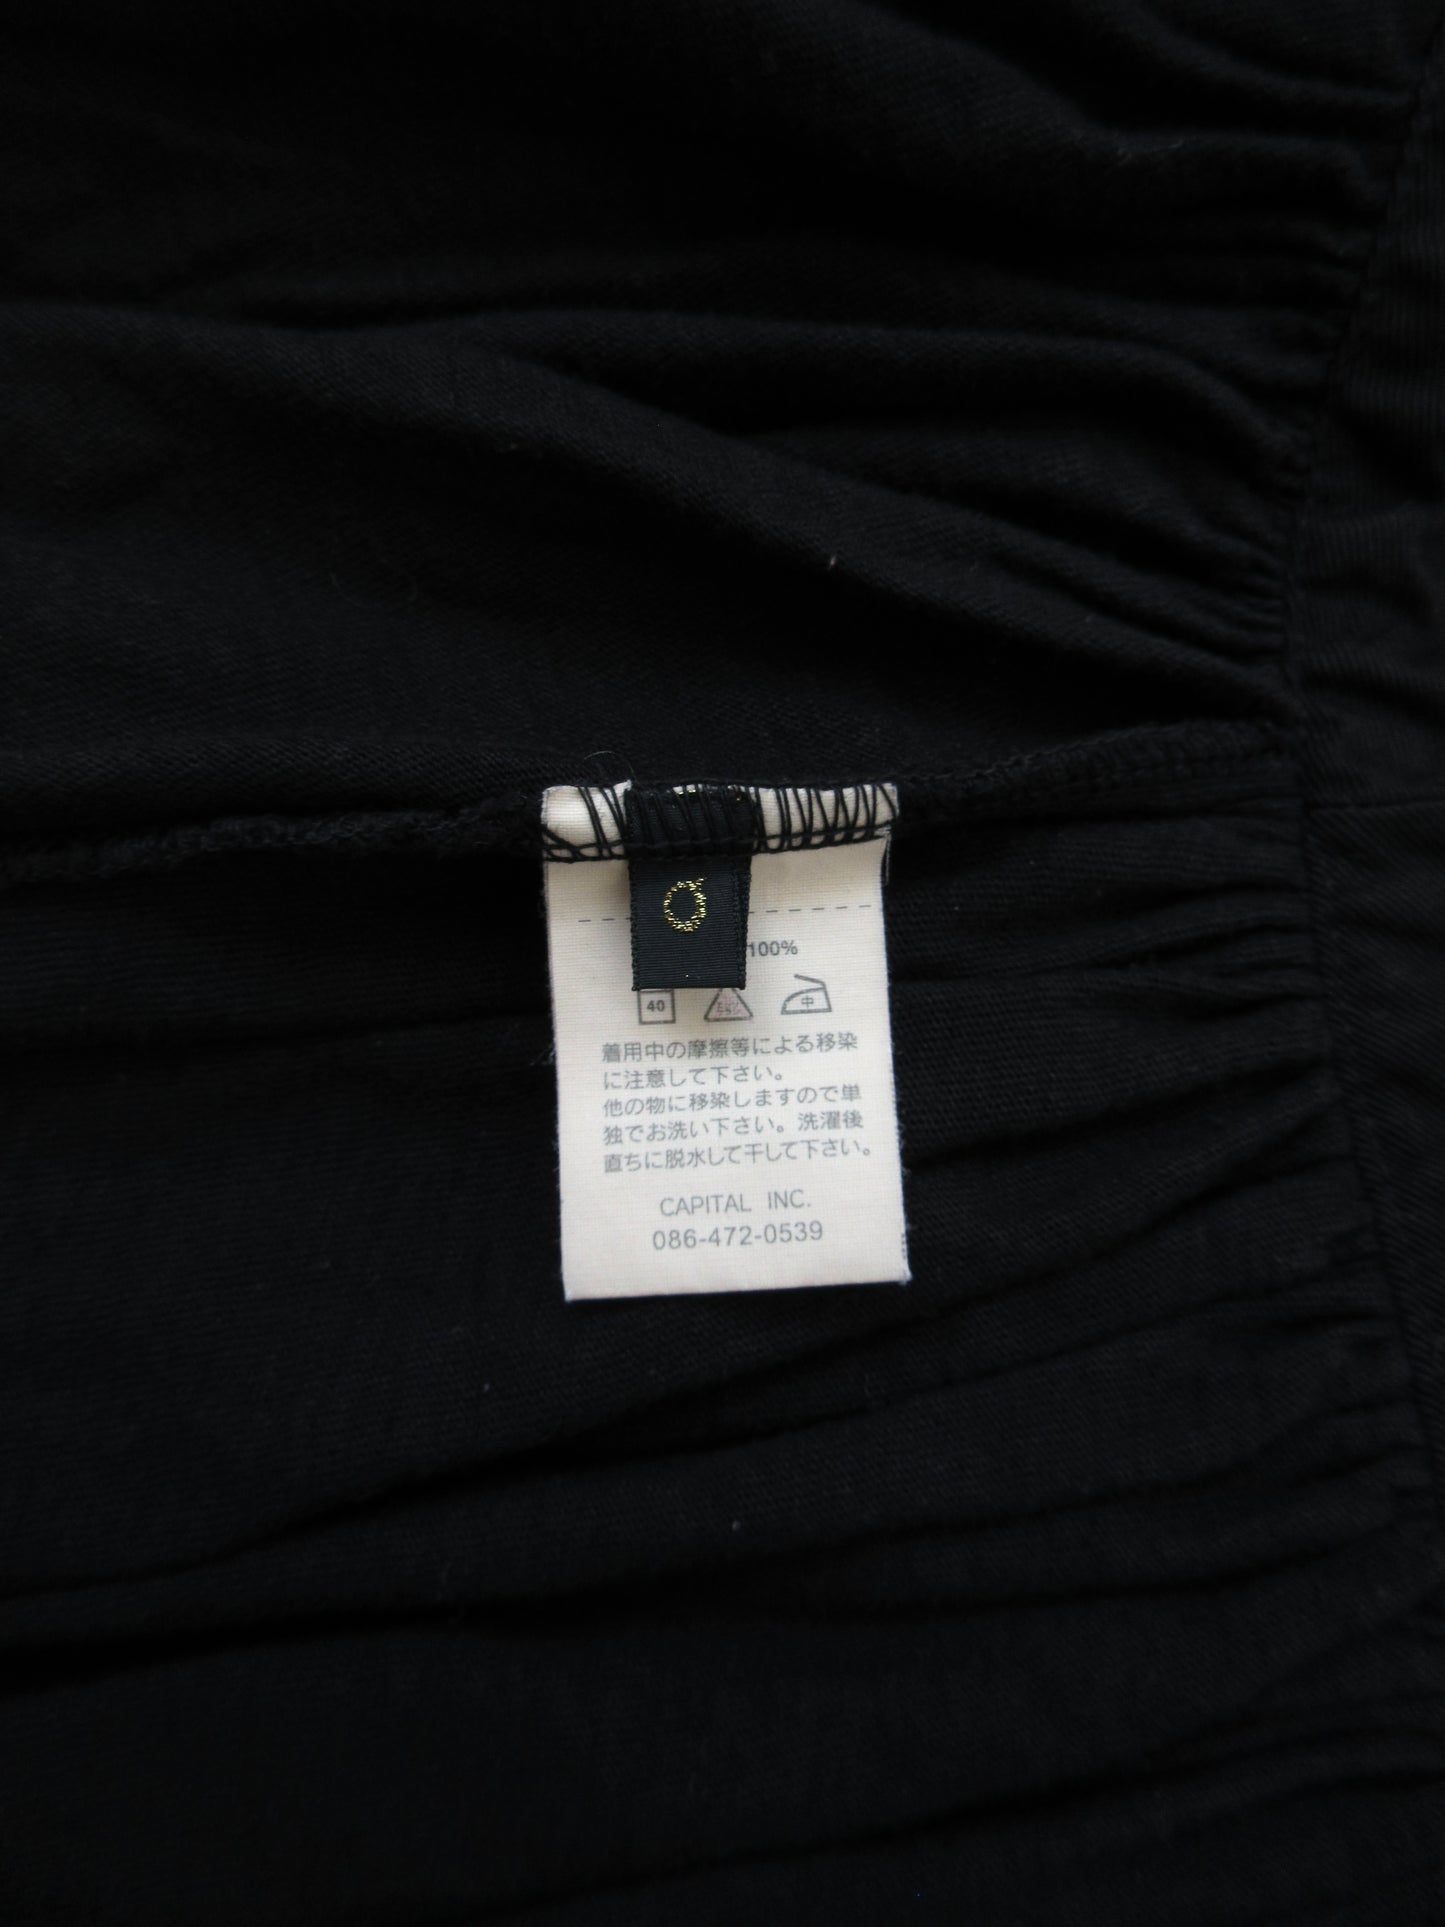 0
100%
40
中
着用中の摩擦等による移染
に注意して下さい。
他の物に移染しますので単
独でお洗い下さい。洗濯後
直ちに脱水して干して下さい。
CAPITAL INC.
086-472-0539